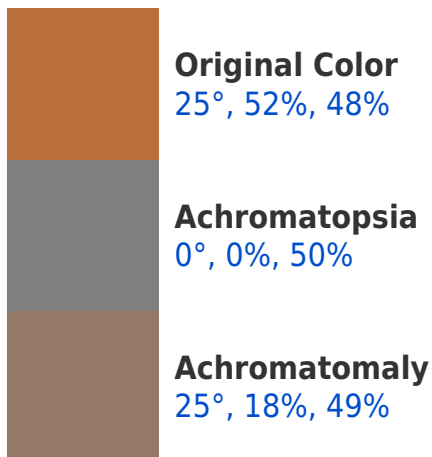 Original Color
25°, 52%, 48%
Achromatopsia
0°, 0%, 50%
Achromatomaly
25°, 18%, 49%